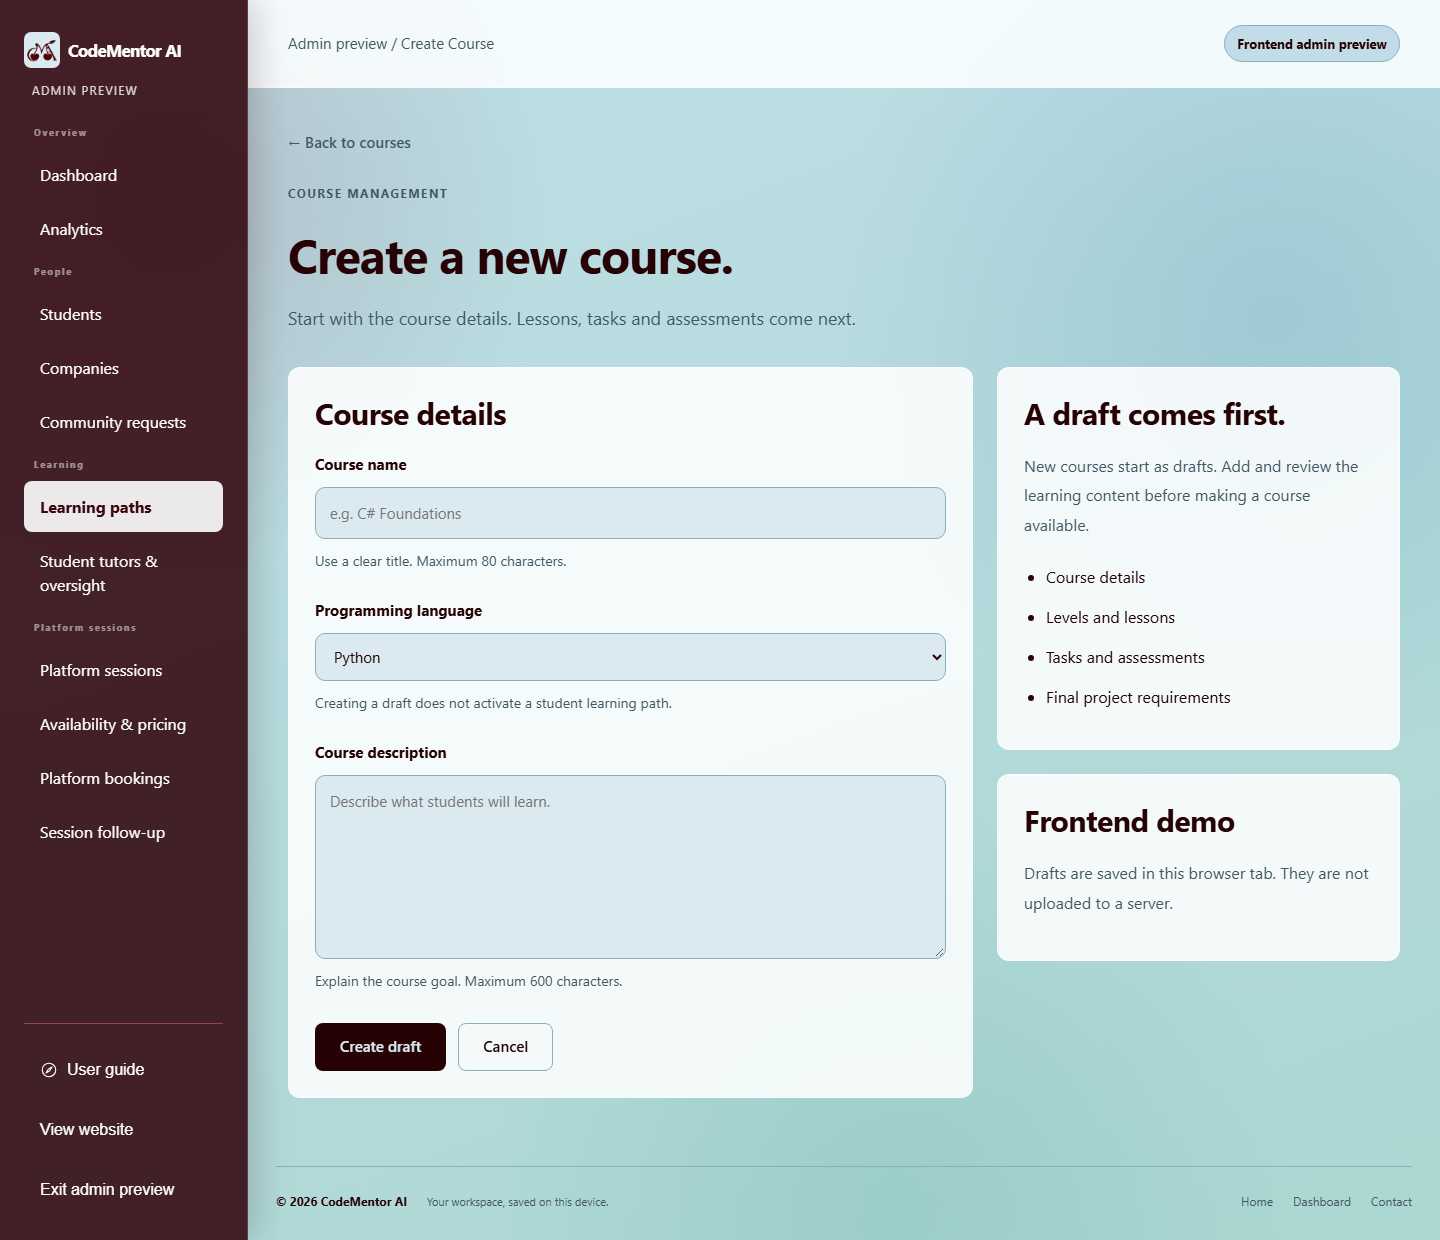 CodeMentor AI
ADMIN PREVIEW
Overview
Dashboard
Analytics
People
Students
Companies
Community requests
Learning
Learning paths
Student tutors &
oversight
Platform sessions
Platform sessions
Availability & pricing
Platform bookings
Session follow-up
User guide
View website
Exit admin preview
Admin preview / Create Course
Frontend admin preview
← Back to courses
COURSE MANAGEMENT
Create a new course.
Start with the course details. Lessons, tasks and assessments come next.
Course details
Course name
e.g. C# Foundations
Use a clear title. Maximum 80 characters.
Programming language
Python
Creating a draft does not activate a student learning path.
Course description
Describe what students will learn.
Explain the course goal. Maximum 600 characters.
Create draft
Cancel
A draft comes first.
New courses start as drafts. Add and review the
learning content before making a course
available.
Course details
Levels and lessons
Tasks and assessments
Final project requirements
Frontend demo
Drafts are saved in this browser tab. They are not
uploaded to a server.
© 2026 CodeMentor AI
Your workspace, saved on this device.
Home
Dashboard
Contact